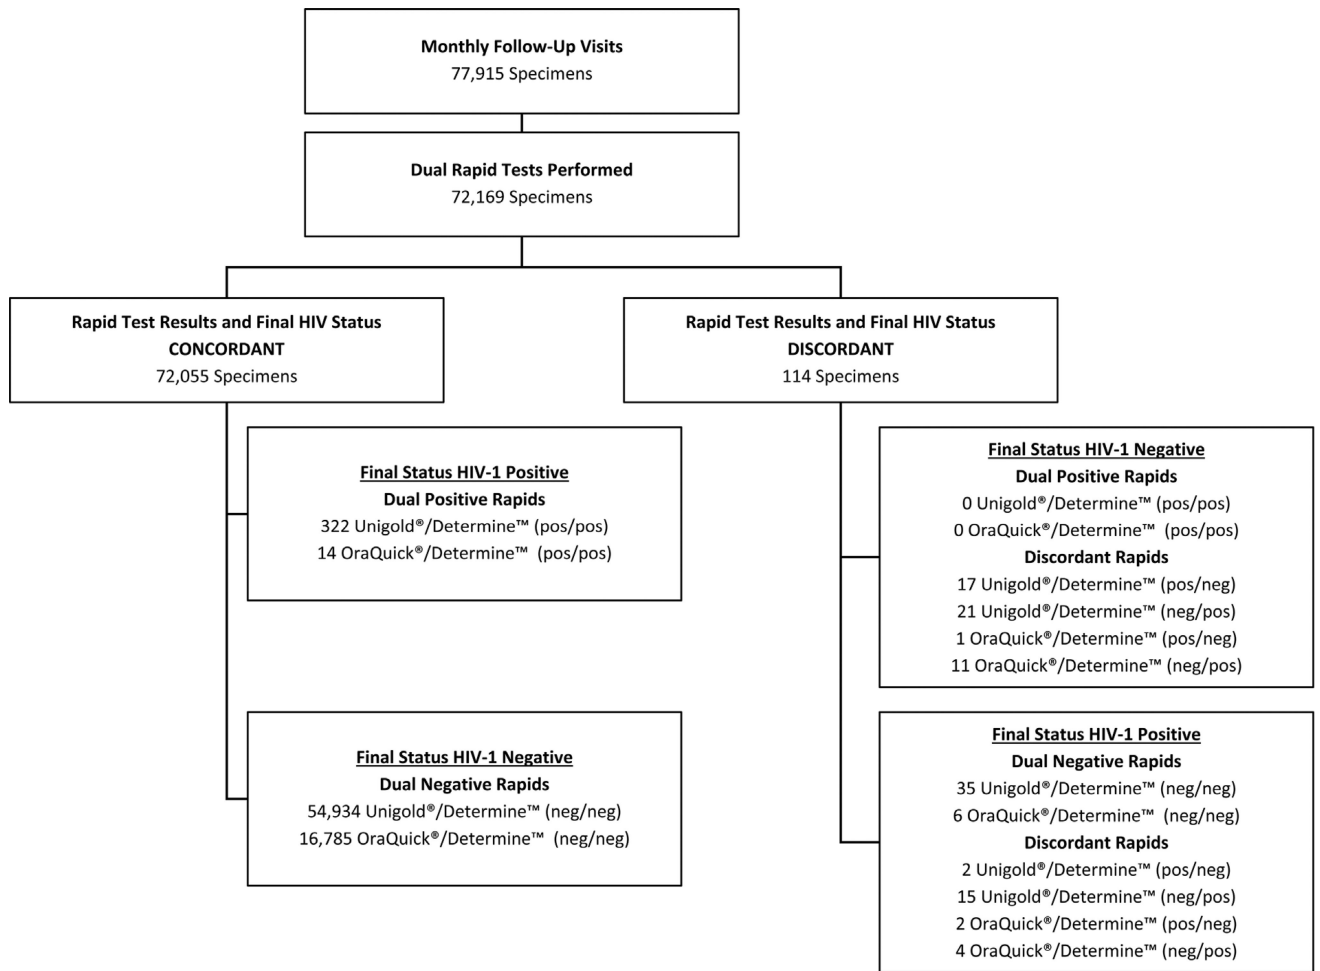 Monthly Follow-Up Visits
77,915 Specimens
Dual Rapid Tests Performed
72,169 Specimens
Rapid Test Results and Final HIV Status
CONCORDANT
72,055 Specimens
Rapid Test Results and Final HIV Status
DISCORDANT
114 Specimens
Final Status HIV-1 Positive
Dual Positive Rapids
322 Unigold®/Determine™ (pos/pos)
14 OraQuick®/Determine™ (pos/pos)
Final Status HIV-1 Negative
Dual Negative Rapids
54,934 Unigold®/Determine™ (neg/neg)
16,785 OraQuick®/Determine™ (neg/neg)
Final Status HIV-1 Negative
Dual Positive Rapids
0 Unigold®/Determine™ (pos/pos)
0 OraQuick®/Determine™ (pos/pos)
Discordant Rapids
17 Unigold®/Determine™ (pos/neg)
21 Unigold®/Determine™ (neg/pos)
1 OraQuick®/Determine™ (pos/neg)
11 OraQuick®/Determine™ (neg/pos)
Final Status HIV-1 Positive
Dual Negative Rapids
35 Unigold®/Determine™ (neg/neg)
6 OraQuick®/Determine™ (neg/neg)
Discordant Rapids
2 Unigold®/Determine™ (pos/neg)
15 Unigold®/Determine™ (neg/pos)
2 OraQuick®/Determine™ (pos/neg)
4 OraQuick®/Determine™ (neg/pos)